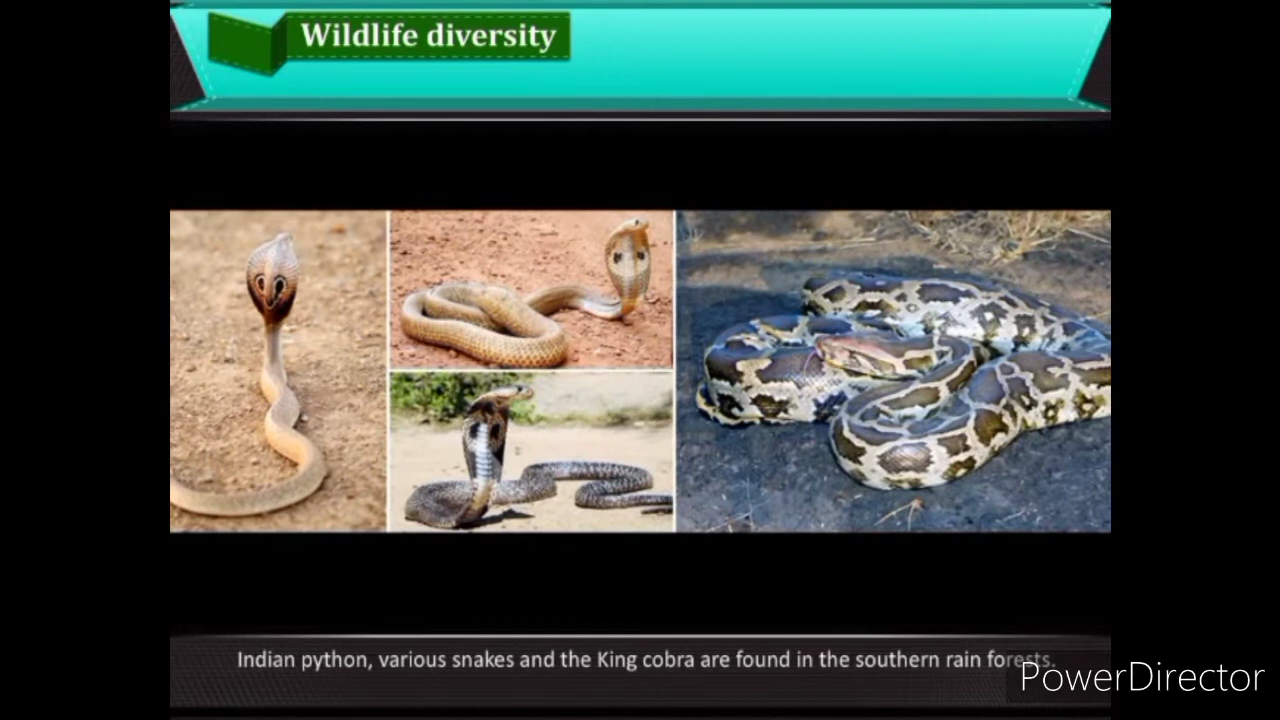 Wildlife diversity
Indian python, various snakes and the King cobra are found in the southern rain forests.
PowerDirector